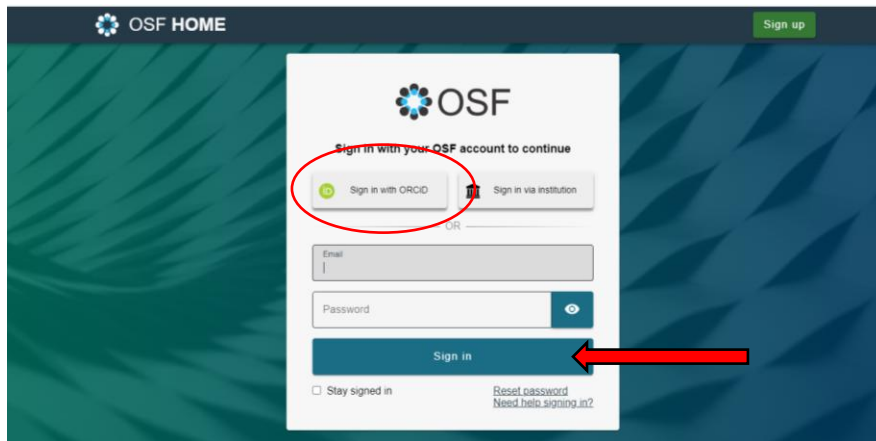 OSF HOME
Sign up
OSF
Sign in with your OSF account to continue
Sign in with ORCID
Sign in via institution
OR
Email
Password
Sign in
Stay signed in
Reset password
Need help signing in?